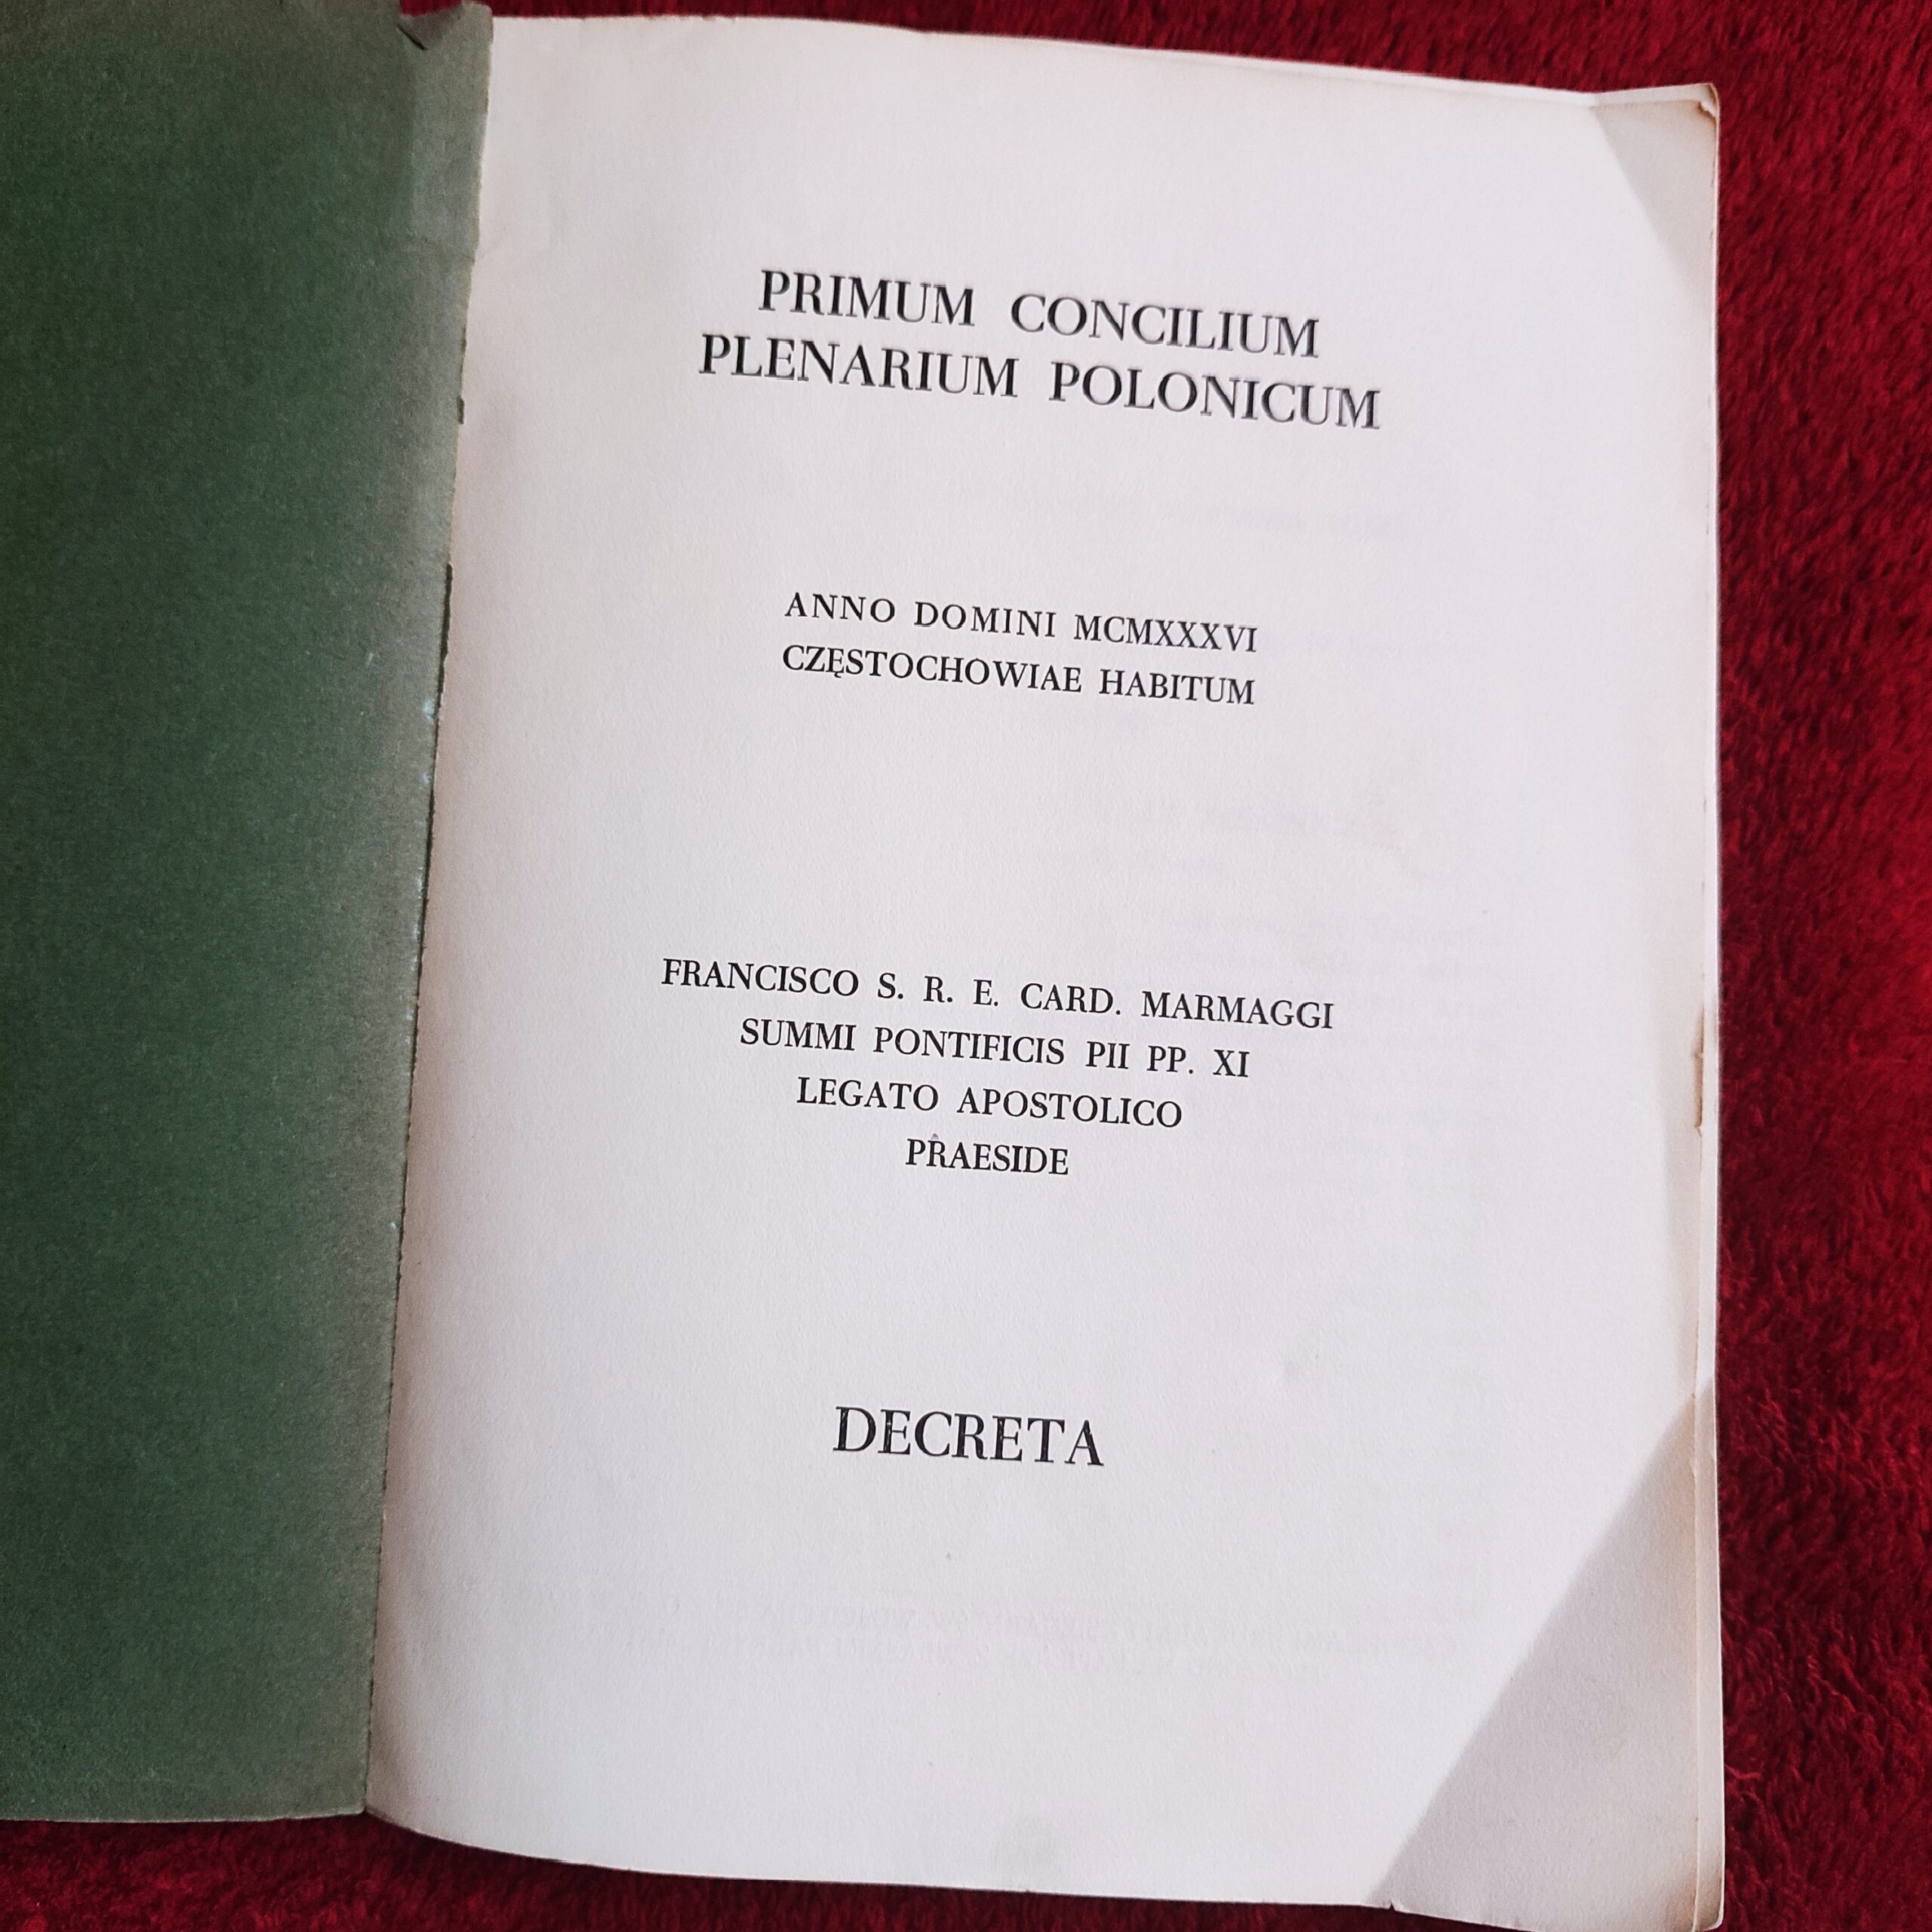 PRIMUM CONCILIUM
PLENARIUM POLONICUM
ANNO DOMINI MCMXXXVI
CZĘSTOCHOWIAE HABITUM
FRANCISCO S. R. E. CARD. MARMAGGI
SUMMI PONTIFICIS PII PP. XI
LEGATO APOSTOLICO
PRAESIDE
DECRETA